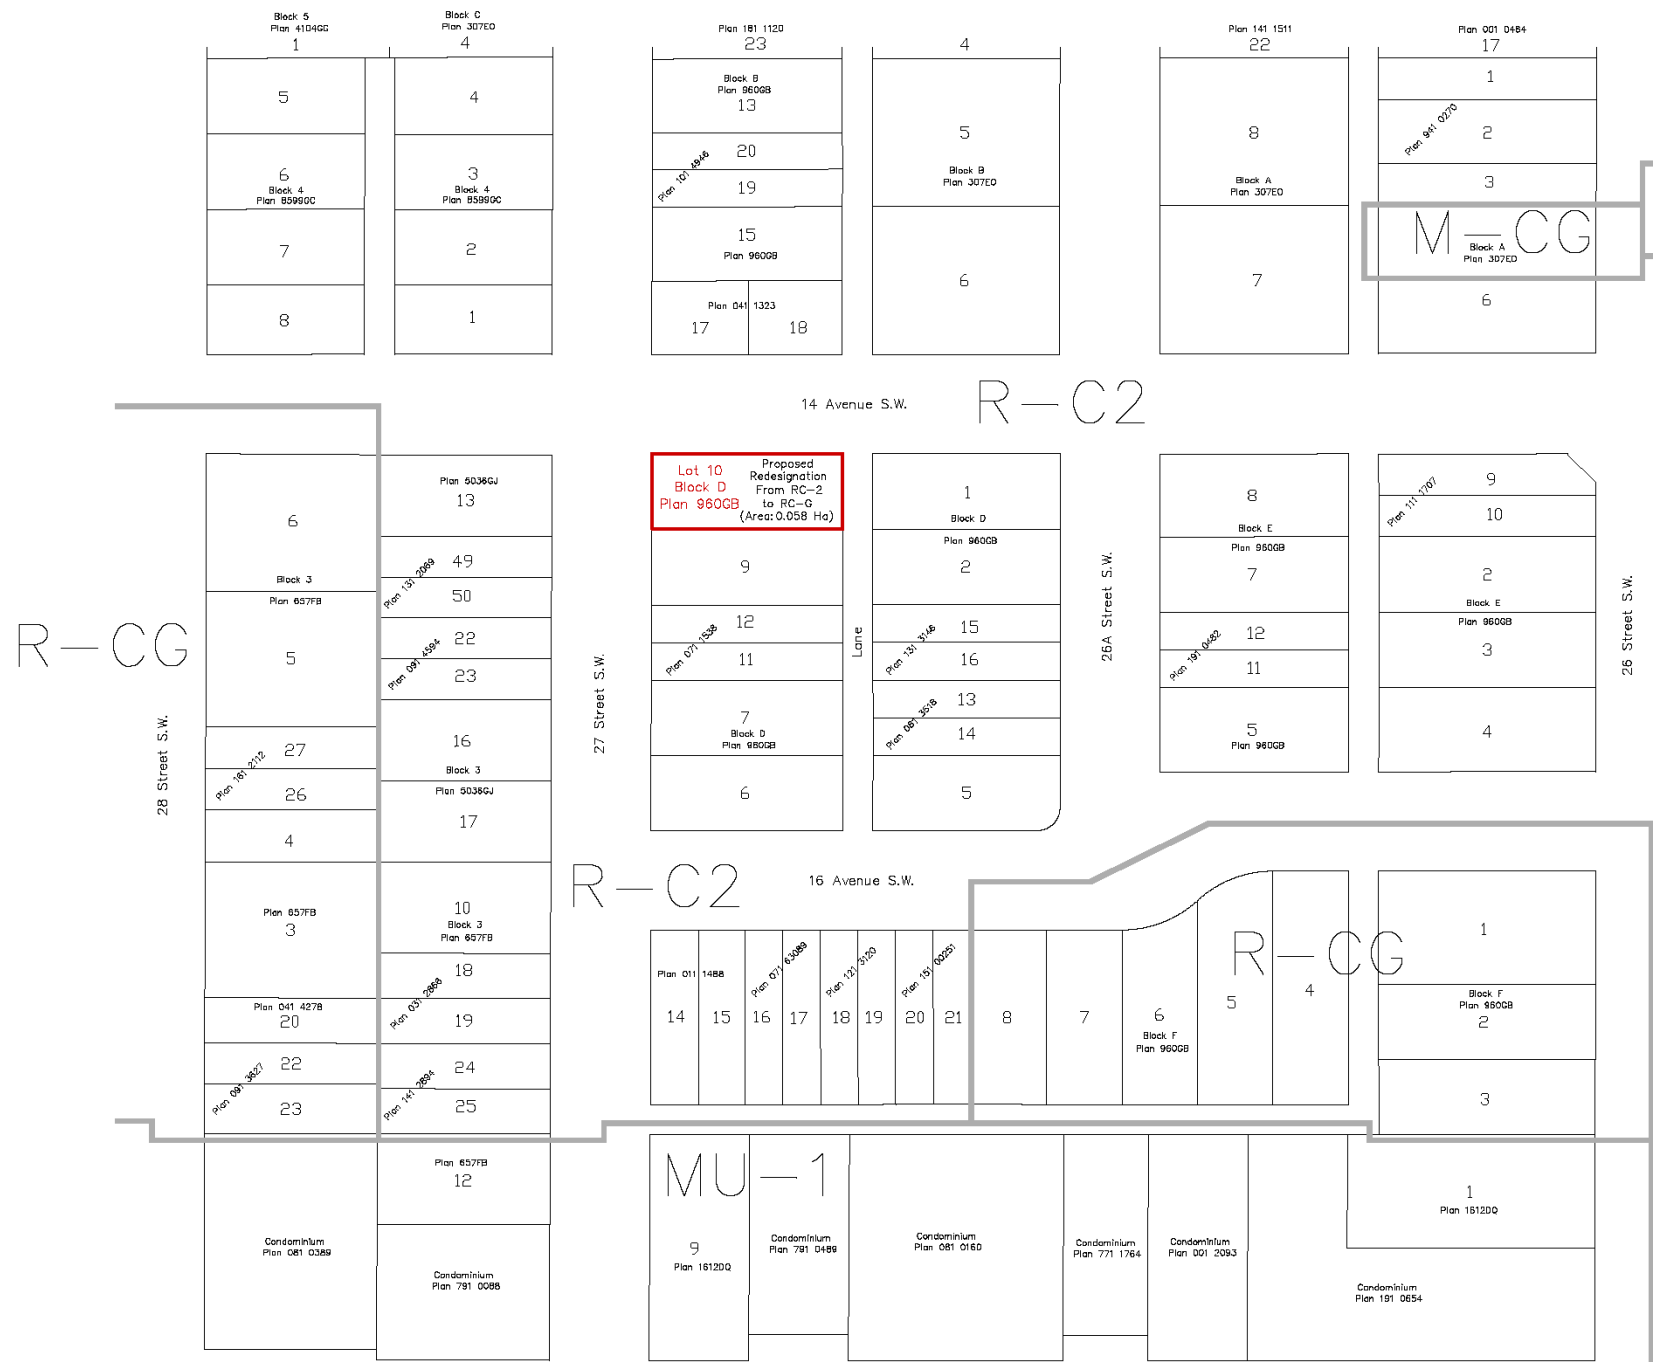 Block 5
Plan 4104GG
1
Block C
Plan 307EO
4
Plan 181 1120
23
4
Plan 141 1511
22
Plan 001 0484
17
5
4
Block B
Plan 960GB
13
5
Block B
Plan 307EO
8
Block A
Plan 307EO
1
Plan 941 0270
2
3
6
Block 4
Plan 8599GC
3
Block 4
Plan 8599GC
20
Plan 101 4946
19
M-CG
Block A
Plan 307EO
7
2
15
Plan 960GB
6
7
6
8
1
Plan 041 1323
17
18
14 Avenue S.W.
R-C2
6
Block 3
Plan 657FB
5
Plan 5036GJ
13
49
Plan 131 2069
50
22
Plan 091 4594
23
Lot 10
Block D
Plan 960GB
Proposed
Redesignation
From RC-2
to RC-G
(Area:0.058 Ha)
9
12
Plan 071 1538
11
7
Block D
Plan 960GB
6
Lane
1
Block D
Plan 960GB
2
15
Plan 131 3146
16
13
Plan 081 3518
14
5
26A Street S.W.
8
Block E
Plan 960GB
7
12
Plan 191 0482
11
5
Plan 960GB
9
Plan 111 1707
10
2
Block E
Plan 960GB
3
4
26 Street S.W.
R-CG
28 Street S.W.
27 Street S.W.
27
Plan 161 2112
26
4
16
Block 3
Plan 5036GJ
17
R-C2
16 Avenue S.W.
Plan 657FB
3
10
Block 3
Plan 657FB
18
Plan 031 2866
19
Plan 041 4278
20
22
Plan 091 3627
23
24
Plan 141 2694
25
Plan 011 1488
14
15
Plan 071 63089
16
17
Plan 121 3120
18
19
Plan 151 00251
20
21
8
7
6
Block F
Plan 960GB
5
R-CG
4
1
Block F
Plan 960GB
2
3
Plan 657FB
12
MU-1
9
Plan 1612DQ
Condominium
Plan 081 0389
Condominium
Plan 791 0088
Condominium
Plan 791 0489
Condominium
Plan 081 0160
Condominium
Plan 771 1764
Condominium
Plan 001 2093
1
Plan 1612DQ
Condominium
Plan 191 0654